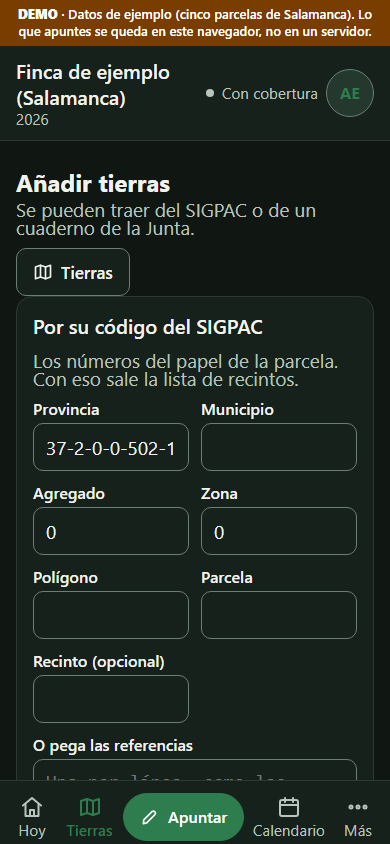 DEMO · Datos de ejemplo (cinco parcelas de Salamanca). Lo
que apuntes se queda en este navegador, no en un servidor.
Finca de ejemplo
(Salamanca)
2026
Con cobertura
AE
Añadir tierras
Se pueden traer del SIGPAC o de un
cuaderno de la Junta.
Tierras
Por su código del SIGPAC
Los números del papel de la parcela.
Con eso sale la lista de recintos.
Provincia
Municipio
37-2-0-0-502-1
Agregado
Zona
0
0
Polígono
Parcela
Recinto (opcional)
O pega las referencias
Hoy
Tierras
Apuntar
Calendario
Más